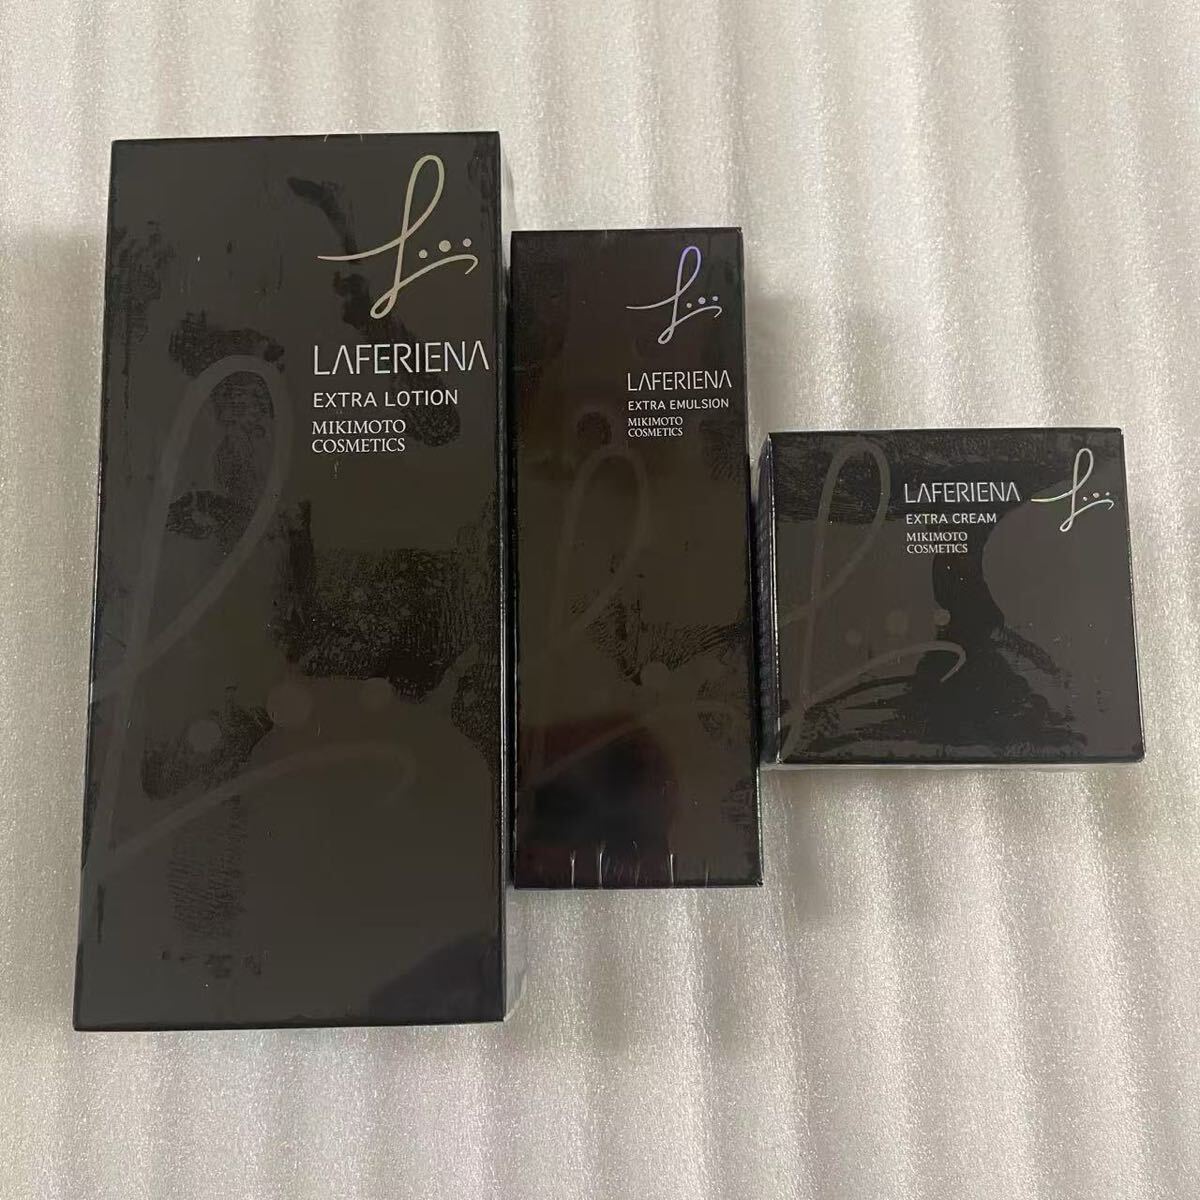 LAFERIENA
EXTRA LOTION
MIKIMOTO
COSMETICS
LAFERIENA
EXTRA EMULSION
MIKIMOTO
COSMETICS
LAFERIENA
EXTRA CREAM
MIKIMOTO
COSMETICS